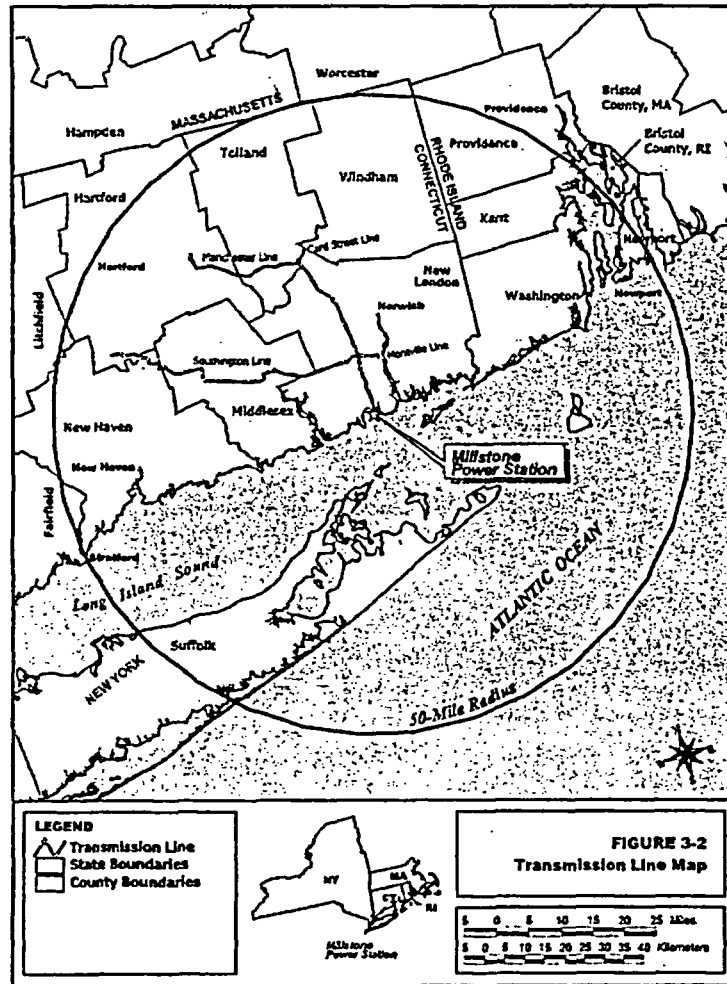 Worcester
MASSACHUSETTS
Hampden
Tolland
Hartford
Windham
Providence
Providence
Bristol
County, MA
Bristol
County, RI
RHODE ISLAND
CONNECTICUT
Kent
Hartford
Manchester Line
Card Street Line
Litchfield
New
London
Norwich
Washington
Newport
Newport
Southington Line
Montville Line
Middlesex
New Haven
New Haven
Millstone
Power Station
Fairfield
Stratford
Long Island Sound
Suffolk
NEW YORK
ATLANTIC OCEAN
50-Mile Radius
LEGEND
Transmission Line
State Boundaries
County Boundaries
NY
MA
CT
RI
Millstone
Power Station
FIGURE 3-2
Transmission Line Map
5 0 5 10 15 20 25 Miles
5 0 5 10 15 20 25 30 35 40 Kilometers